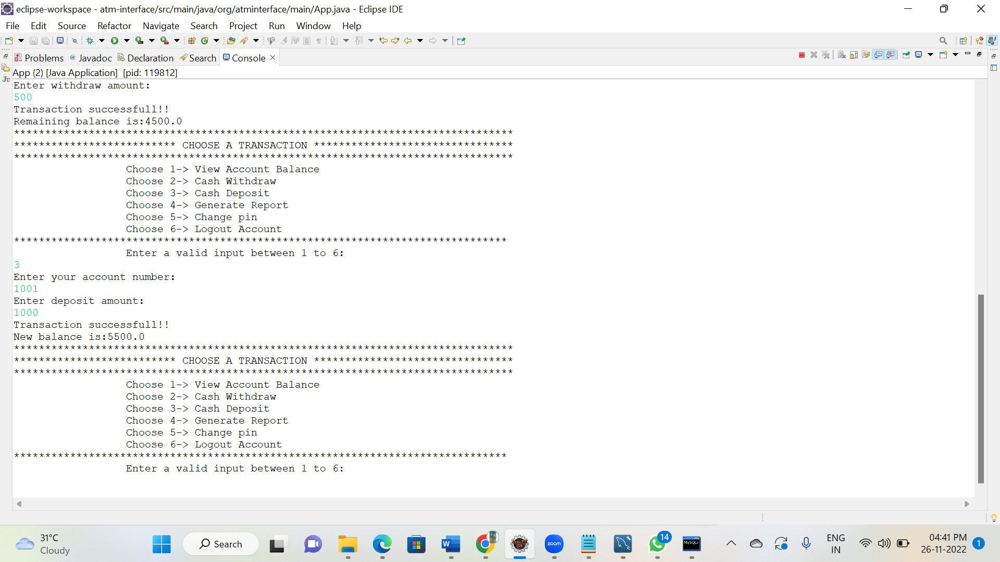 eclipse-workspace - atm-interface/src/main/java/org/atminterface/main/App.java - Eclipse IDE
File Edit Source Refactor Navigate Search Project Run Window Help
Problems @ Javadoc Declaration Search Console
App (2) [Java Application] [pid: 119812]
Enter withdraw amount:
500
Transaction successfull!!
Remaining balance is:4500.0
********************************************************************************
************************** CHOOSE A TRANSACTION ********************************
********************************************************************************
Choose 1-> View Account Balance
Choose 2-> Cash Withdraw
Choose 3-> Cash Deposit
Choose 4-> Generate Report
Choose 5-> Change pin
Choose 6-> Logout Account
*******************************************************************************
Enter a valid input between 1 to 6:
3
Enter your account number:
1001
Enter deposit amount:
1000
Transaction successfull!!
New balance is:5500.0
********************************************************************************
************************** CHOOSE A TRANSACTION ********************************
********************************************************************************
Choose 1-> View Account Balance
Choose 2-> Cash Withdraw
Choose 3-> Cash Deposit
Choose 4-> Generate Report
Choose 5-> Change pin
Choose 6-> Logout Account
*******************************************************************************
Enter a valid input between 1 to 6:
31°C
Cloudy
Search
Java EE
IDE
zoom
14
MySQL
ENG
IN
04:41 PM
26-11-2022
1